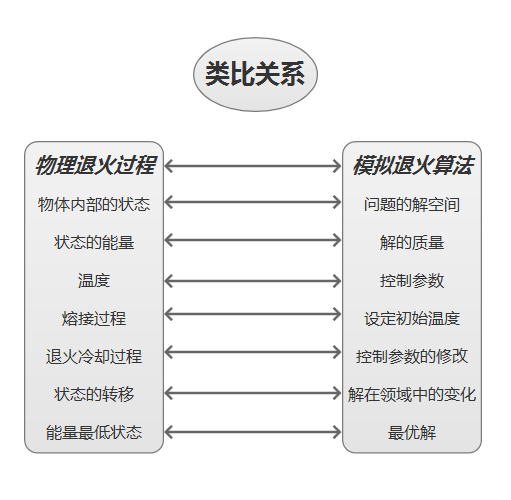 类比关系
物理退火过程 模拟退火算法
物体内部的状态 问题的解空间
状态的能量 解的质量
温度 控制参数
熔接过程 设定初始温度
退火冷却过程 控制参数的修改
状态的转移 解在领域中的变化
能量最低状态 最优解